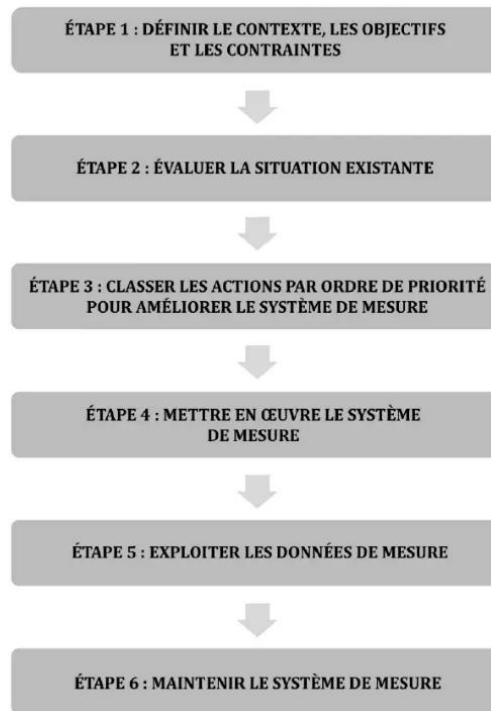 ÉTAPE 1 : DÉFINIR LE CONTEXTE, LES OBJECTIFS
ET LES CONTRAINTES
ÉTAPE 2 : ÉVALUER LA SITUATION EXISTANTE
ÉTAPE 3 : CLASSER LES ACTIONS PAR ORDRE DE PRIORITÉ
POUR AMÉLIORER LE SYSTÈME DE MESURE
ÉTAPE 4 : METTRE EN ŒUVRE LE SYSTÈME
DE MESURE
ÉTAPE 5 : EXPLOITER LES DONNÉES DE MESURE
ÉTAPE 6 : MAINTENIR LE SYSTÈME DE MESURE